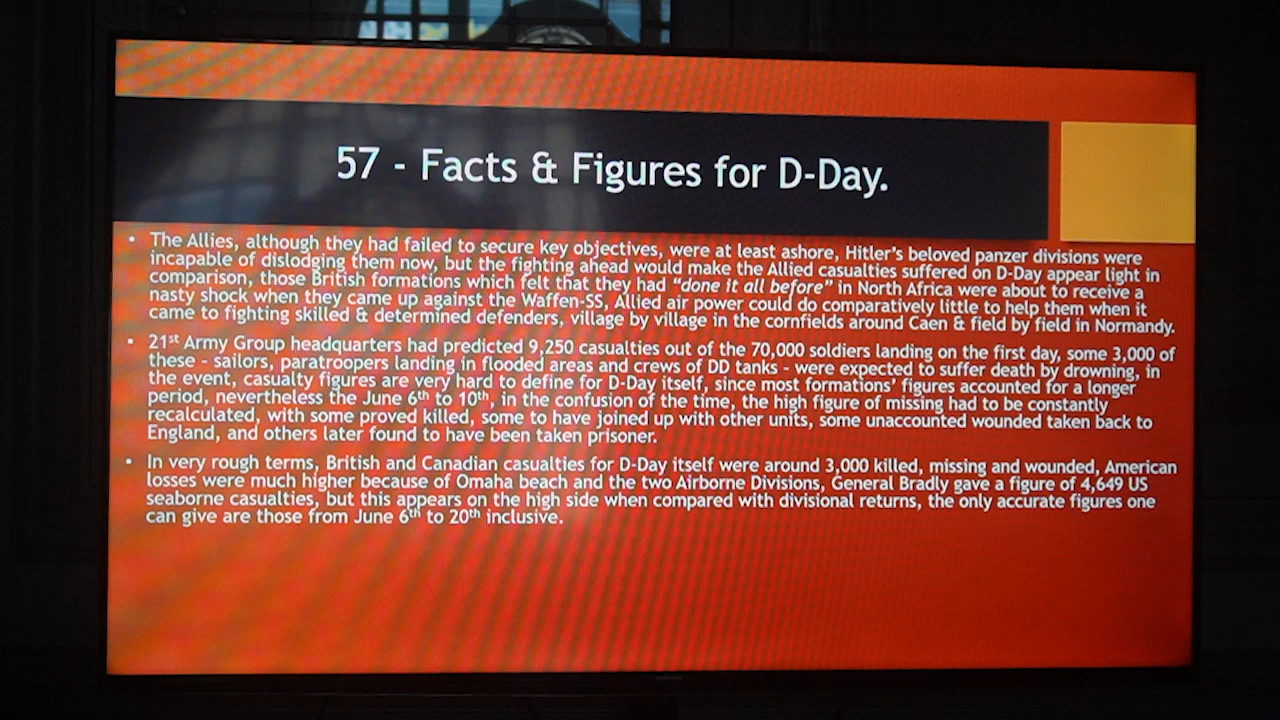 57 - Facts & Figures for D-Day.
• The Allies, although they had failed to secure key objectives, were at least ashore, Hitler's beloved panzer divisions were
incapable of dislodging them now, but the fighting ahead would make the Allied casualties suffered on D-Day appear light in
comparison, those British formations which felt that they had "done it all before" in North Africa were about to receive a
nasty shock when they came up against the Waffen-SS, Allied air power could do comparatively little to help them when it
came to fighting skilled & determined defenders, village by village in the cornfields around Caen & field by field in Normandy.
• 21st Army Group headquarters had predicted 9,250 casualties out of the 70,000 soldiers landing on the first day, some 3,000 of
these - sailors, paratroopers landing in flooded areas and crews of DD tanks - were expected to suffer death by drowning, in
the event, casualty figures are very hard to define for D-Day itself, since most formations' figures accounted for a longer
period, nevertheless the June 6th to 10th, in the confusion of the time, the high figure of missing had to be constantly
recalculated, with some proved killed, some to have joined up with other units, some unaccounted wounded taken back to
England, and others later found to have been taken prisoner.
• In very rough terms, British and Canadian casualties for D-Day itself were around 3,000 killed, missing and wounded, American
losses were much higher because of Omaha beach and the two Airborne Divisions, General Bradly gave a figure of 4,649 US
seaborne casualties, but this appears on the high side when compared with divisional returns, the only accurate figures one
can give are those from June 6th to 20th inclusive.